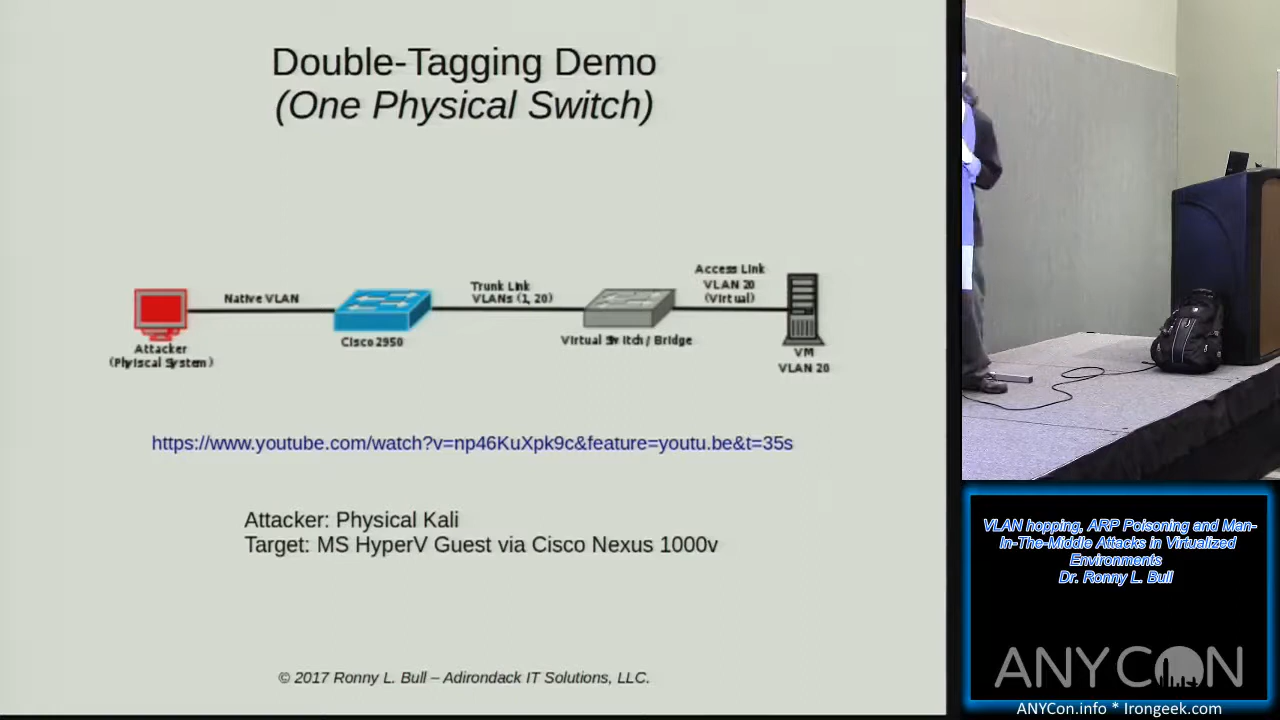 Double-Tagging Demo
(One Physical Switch)
Native VLAN
Trunk Link
VLANs (1, 20)
Access Link
VLAN 20
(Virtual)
Attacker
(Phyiscal System)
Cisco 2950
Virtual Switch / Bridge
VM
VLAN 20
https://www.youtube.com/watch?v=np46KuXpk9c&feature=youtu.be&t=35s
Attacker: Physical Kali
Target: MS HyperV Guest via Cisco Nexus 1000v
© 2017 Ronny L. Bull – Adirondack IT Solutions, LLC.
VLAN hopping, ARP Poisoning and Man-
In-The-Middle Attacks in Virtualized
Environments
Dr. Ronny L. Bull
ANYCON
ANYCon.info * Irongeek.com